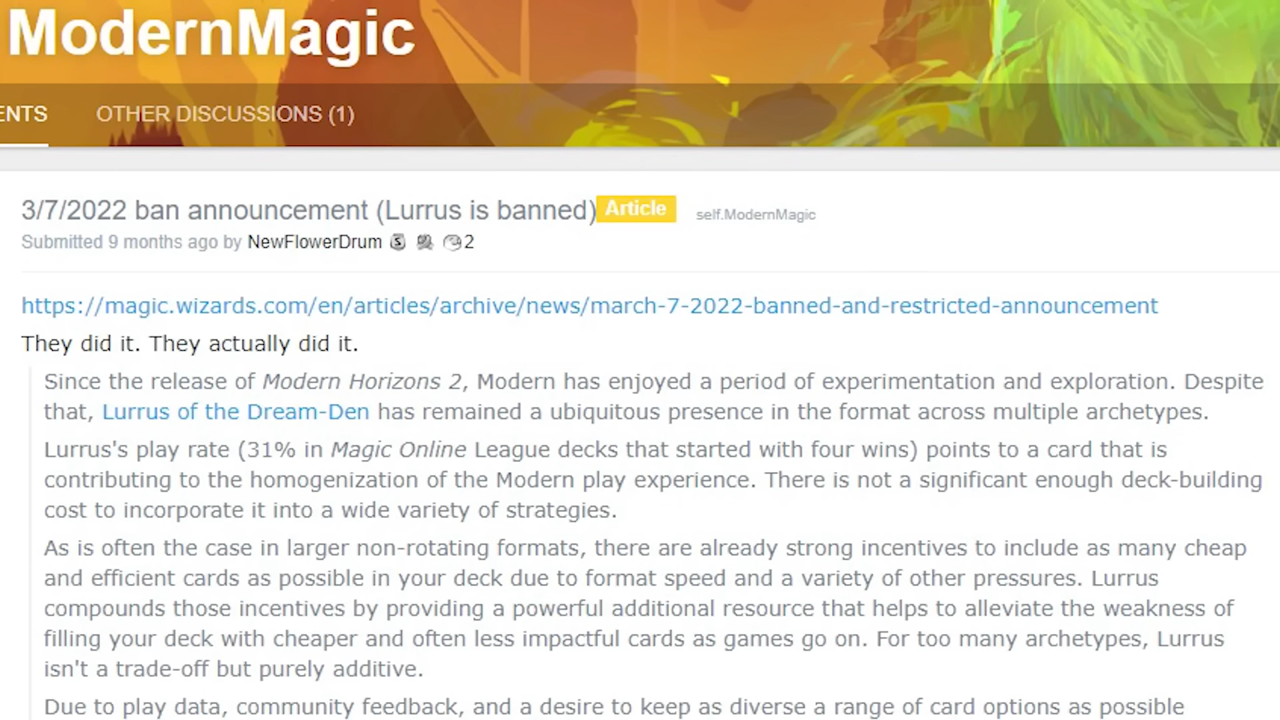 ModernMagic
ENTS OTHER DISCUSSIONS (1)
3/7/2022 ban announcement (Lurrus is banned) Article self.ModernMagic
Submitted 9 months ago by NewFlowerDrum 2
https://magic.wizards.com/en/articles/archive/news/march-7-2022-banned-and-restricted-announcement
They did it. They actually did it.
Since the release of Modern Horizons 2, Modern has enjoyed a period of experimentation and exploration. Despite
that, Lurrus of the Dream-Den has remained a ubiquitous presence in the format across multiple archetypes.
Lurrus's play rate (31% in Magic Online League decks that started with four wins) points to a card that is
contributing to the homogenization of the Modern play experience. There is not a significant enough deck-building
cost to incorporate it into a wide variety of strategies.
As is often the case in larger non-rotating formats, there are already strong incentives to include as many cheap
and efficient cards as possible in your deck due to format speed and a variety of other pressures. Lurrus
compounds those incentives by providing a powerful additional resource that helps to alleviate the weakness of
filling your deck with cheaper and often less impactful cards as games go on. For too many archetypes, Lurrus
isn't a trade-off but purely additive.
Due to play data, community feedback, and a desire to keep as diverse a range of card options as possible